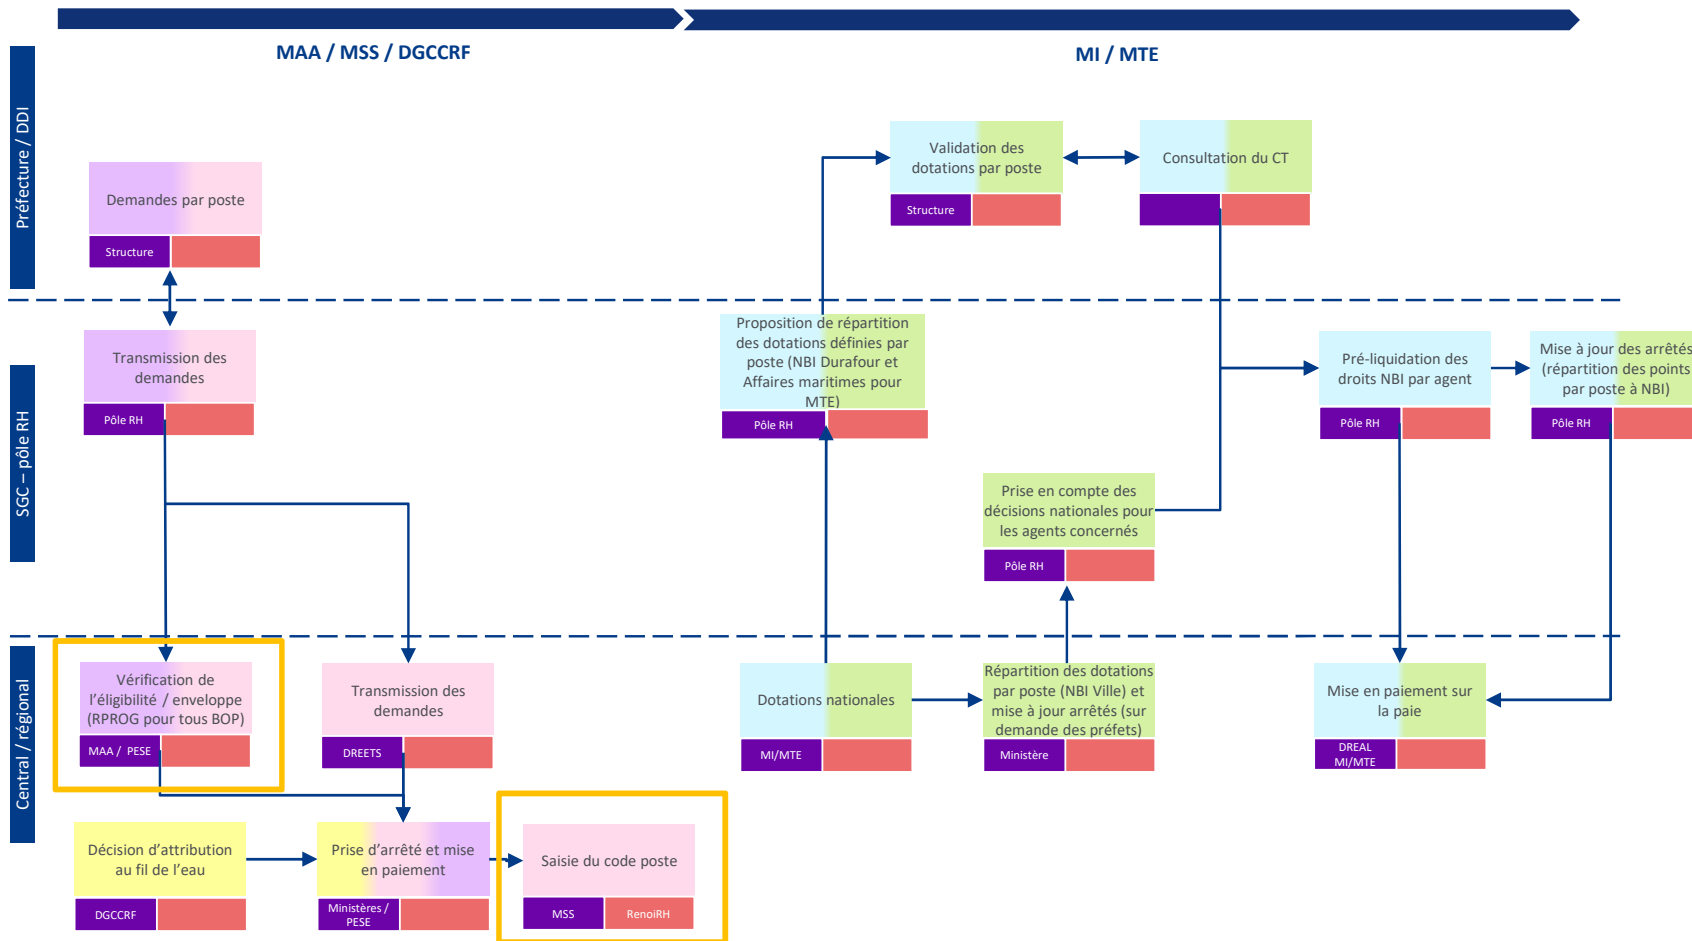 MAA / MSS / DGCCRF
MI / MTE
Préfecture / DDI
Demandes par poste
Structure
Validation des
dotations par poste
Structure
Consultation du CT
SGC – pôle RH
Transmission des
demandes
Pôle RH
Proposition de répartition
des dotations définies par
poste (NBI Durafour et
Affaires maritimes pour
MTE)
Pôle RH
Prise en compte des
décisions nationales pour
les agents concernés
Pôle RH
Pré-liquidation des
droits NBI par agent
Pôle RH
Mise à jour des arrêtés
(répartition des points
par poste à NBI)
Pôle RH
Central / régional
Vérification de
l’éligibilité / enveloppe
(RPROG pour tous BOP)
MAA / PESE
Transmission des
demandes
DREETS
Dotations nationales
MI/MTE
Répartition des dotations
par poste (NBI Ville) et
mise à jour arrêtés (sur
demande des préfets)
Ministère
Mise en paiement sur
la paie
DREAL
MI/MTE
Décision d’attribution
au fil de l’eau
DGCCRF
Prise d’arrêté et mise
en paiement
Ministères /
PESE
Saisie du code poste
MSS
RenoiRH